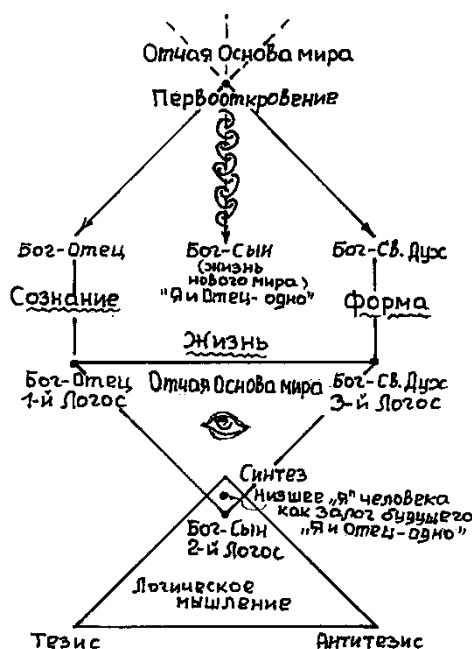 Отчая Основа мира
Первооткровение
Бог-Отец
Бог-Сын
(жизнь
нового мира)
"Я и Отец-одно"
Бог-Св. Дух
Сознание
Форма
Жизнь
Бог-Отец
1-й Логос
Отчая Основа мира
Бог-Св. Дух
3-й Логос
Синтез
Низшее „я" человека
как залог будущего
„Я и Отец-одно"
Бог-Сын
2-й Логос
Логическое
мышление
Тезис
Антитезис